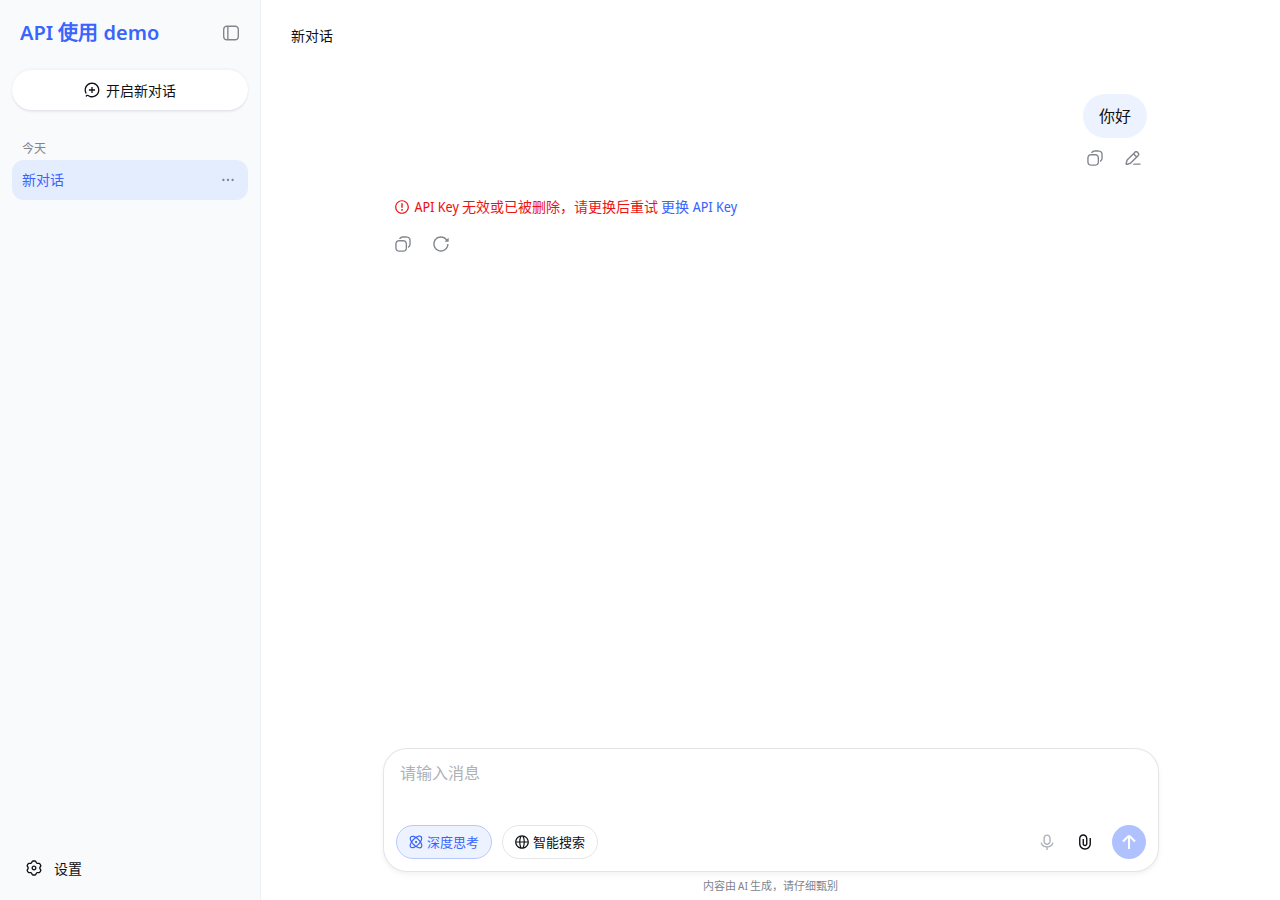 API 使用 demo
开启新对话
今天
新对话
设置
新对话
你好
API Key 无效或已被删除，请更换后重试 更换 API Key
请输入消息
深度思考
智能搜索
内容由 AI 生成，请仔细甄别